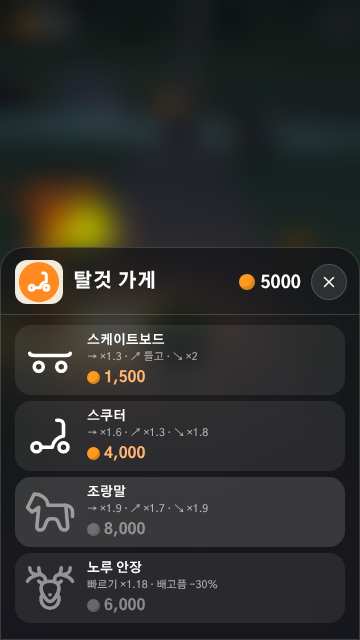 탈것 가게
5000
스케이트보드
→ ×1.3 · ↗ 들고 · ↘ ×2
1,500
스쿠터
→ ×1.6 · ↗ ×1.3 · ↘ ×1.8
4,000
조랑말
→ ×1.9 · ↗ ×1.7 · ↘ ×1.9
8,000
노루 안장
빠르기 ×1.18 · 배고픔 −30%
6,000